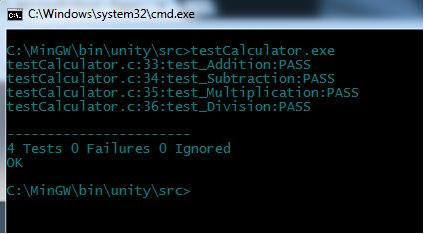 C:\Windows\system32\cmd.exe
C:\MinGW\bin\unity\src>testCalculator.exe
testCalculator.c:33:test_Addition:PASS
testCalculator.c:34:test_Subtraction:PASS
testCalculator.c:35:test_Multiplication:PASS
testCalculator.c:36:test_Division:PASS
-----------------------
4 Tests 0 Failures 0 Ignored
OK
C:\MinGW\bin\unity\src>